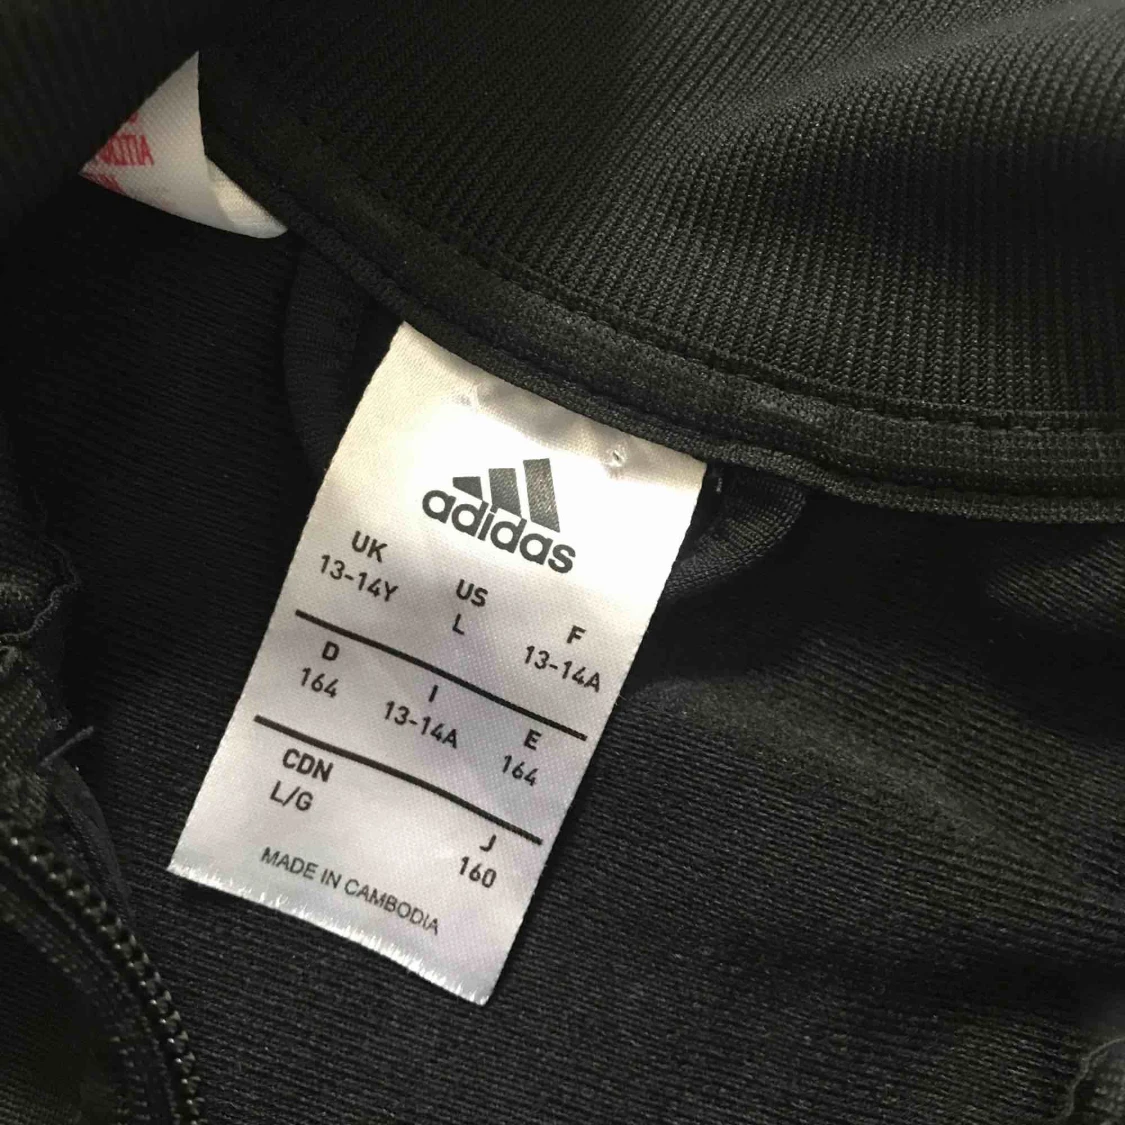 adidas
UK US F
13-14Y L 13-14A
D I E
164 13-14A 164
CDN J
L/G 160
MADE IN CAMBODIA